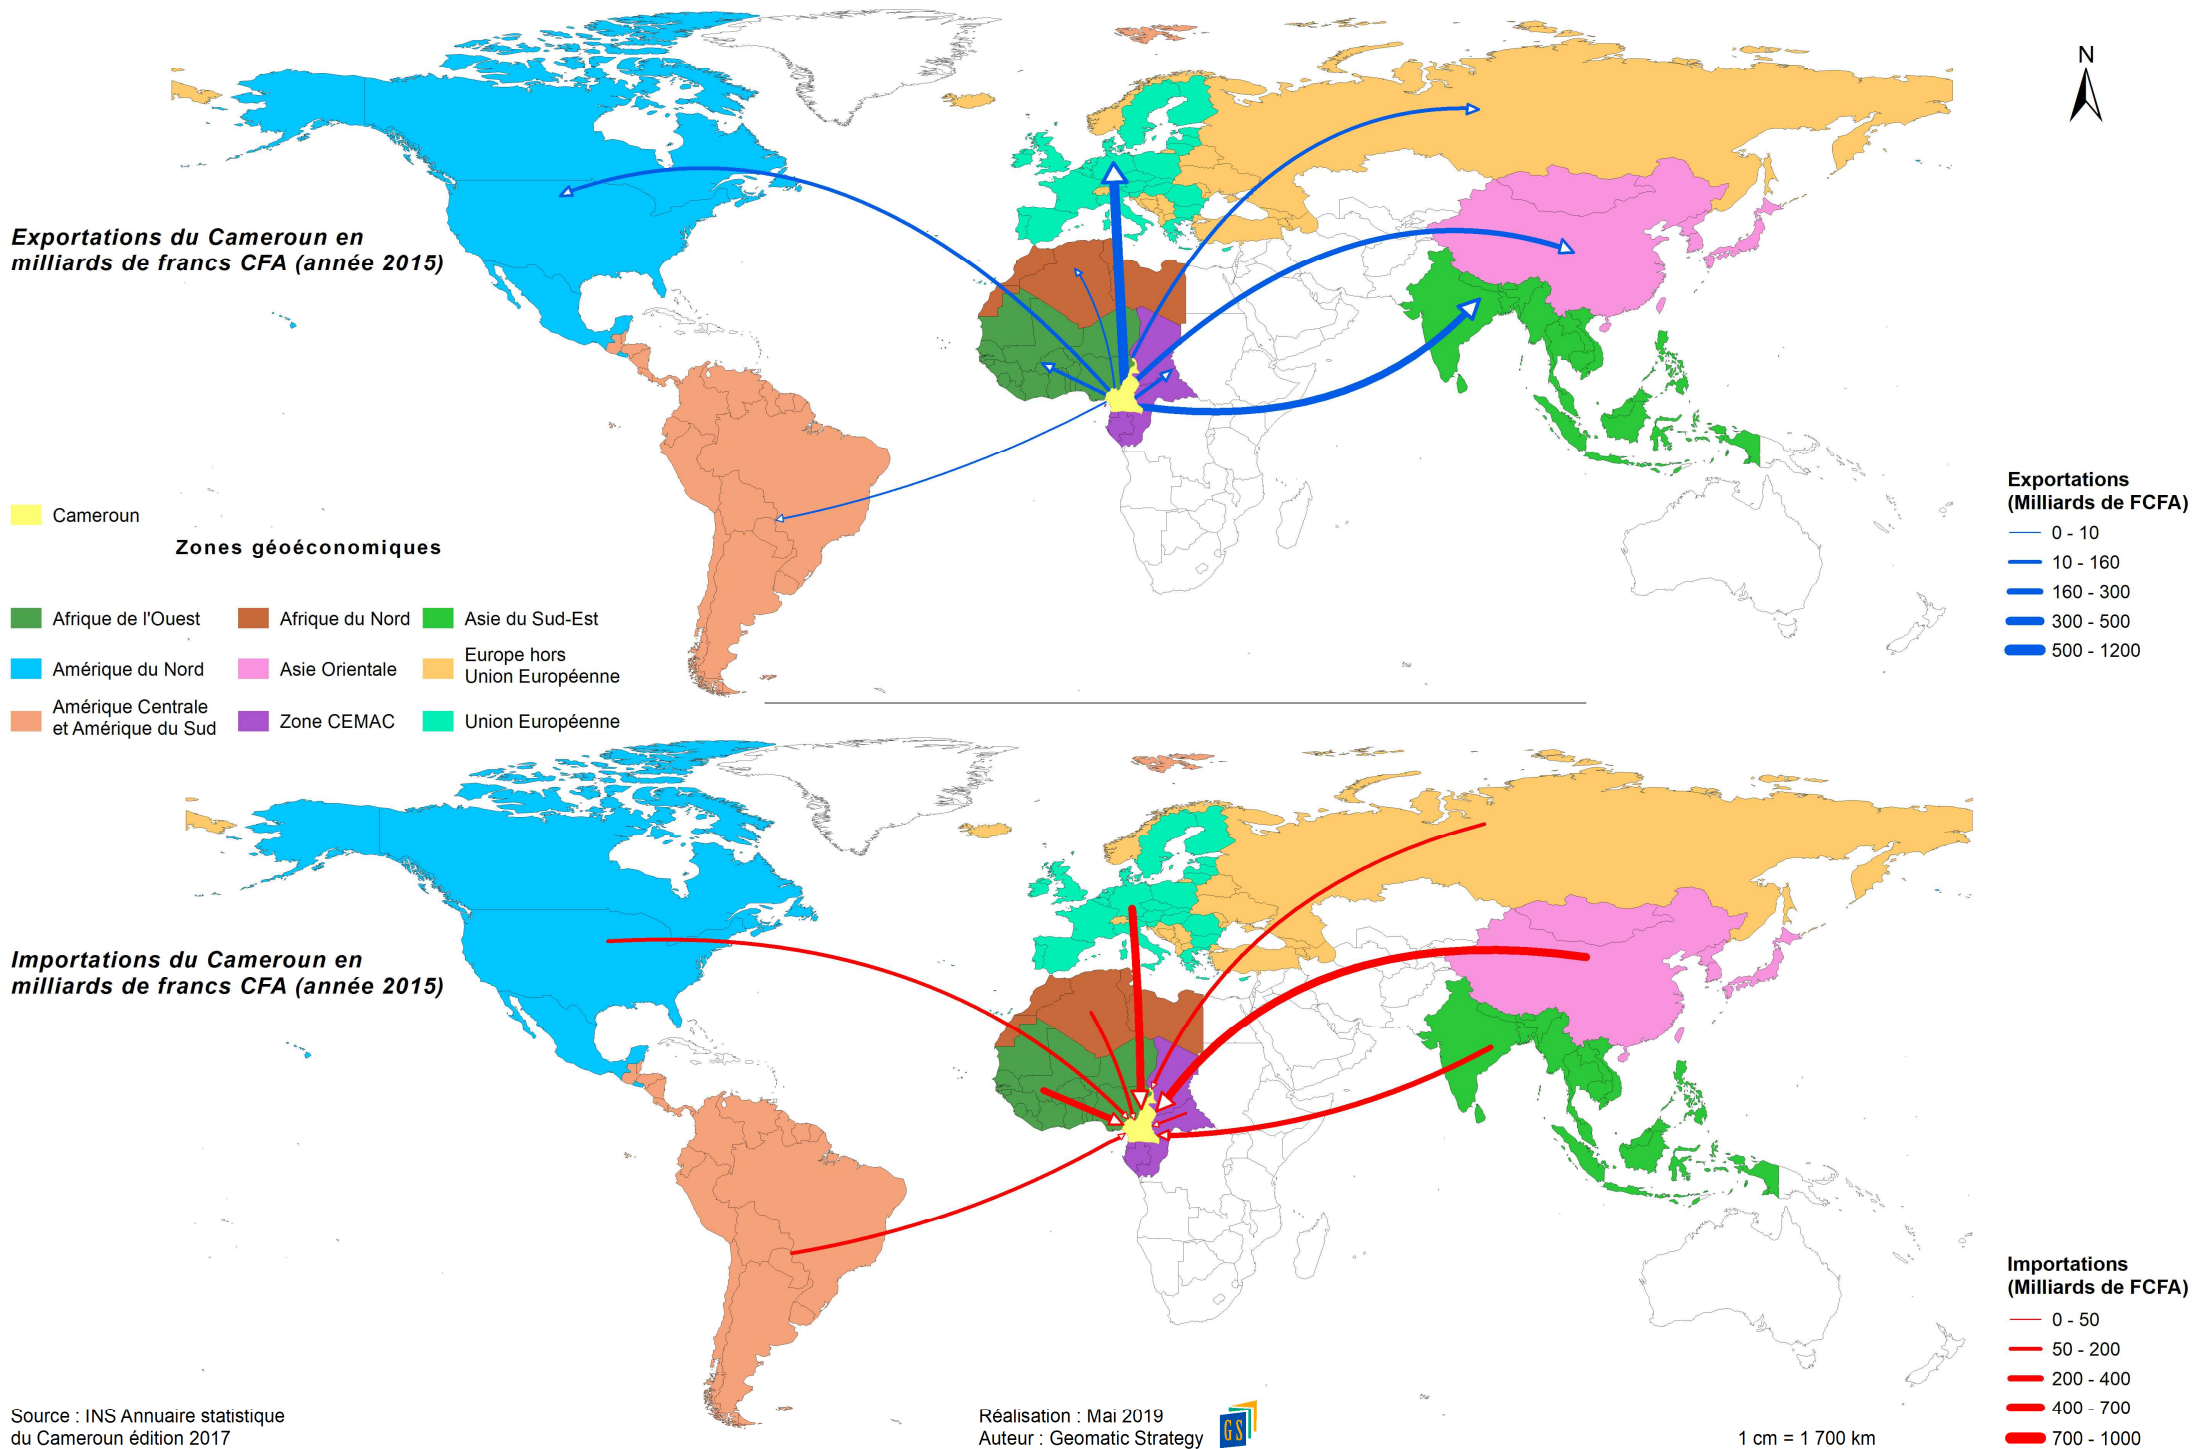 N
Exportations du Cameroun en
milliards de francs CFA (année 2015)
Cameroun
Zones géoéconomiques
Afrique de l'Ouest
Afrique du Nord
Asie du Sud-Est
Amérique du Nord
Asie Orientale
Europe hors
Union Européenne
Amérique Centrale
et Amérique du Sud
Zone CEMAC
Union Européenne
Exportations
(Milliards de FCFA)
0 - 10
10 - 160
160 - 300
300 - 500
500 - 1200
Importations du Cameroun en
milliards de francs CFA (année 2015)
Importations
(Milliards de FCFA)
0 - 50
50 - 200
200 - 400
400 - 700
700 - 1000
Source : INS Annuaire statistique
du Cameroun édition 2017
Réalisation : Mai 2019
Auteur : Geomatic Strategy
GS
1 cm = 1 700 km